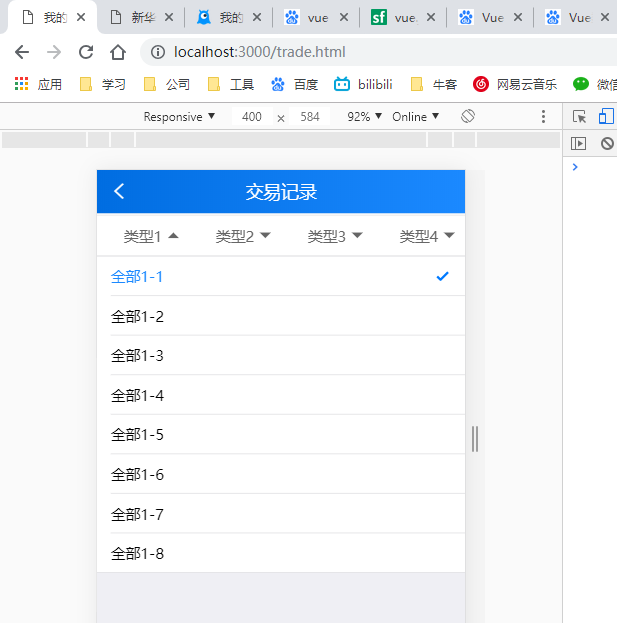 我的 新华 我的 vue vue. Vue Vue
localhost:3000/trade.html
应用 学习 公司 工具 百度 bilibili 牛客 网易云音乐 微信
Responsive ▼ 400 × 584 92% ▼ Online ▼
交易记录
类型1 类型2 类型3 类型4
全部1-1
全部1-2
全部1-3
全部1-4
全部1-5
全部1-6
全部1-7
全部1-8